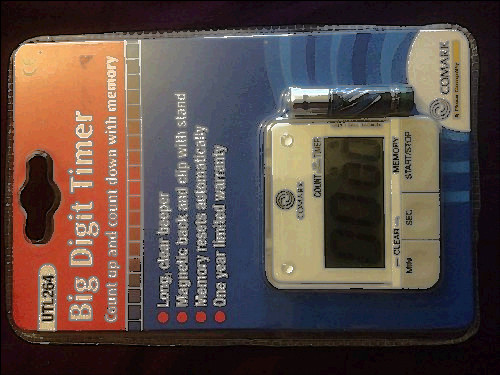 UTL264
Big Digit Timer
Count up and count down with memory
Long, clear beeper
Magnetic back and clip with stand
Memory resets automatically
One year limited warranty
COMARK
COMARK
COUNT
TIMER
CLEAR
MEMORY
MIN
SEC
START/STOP